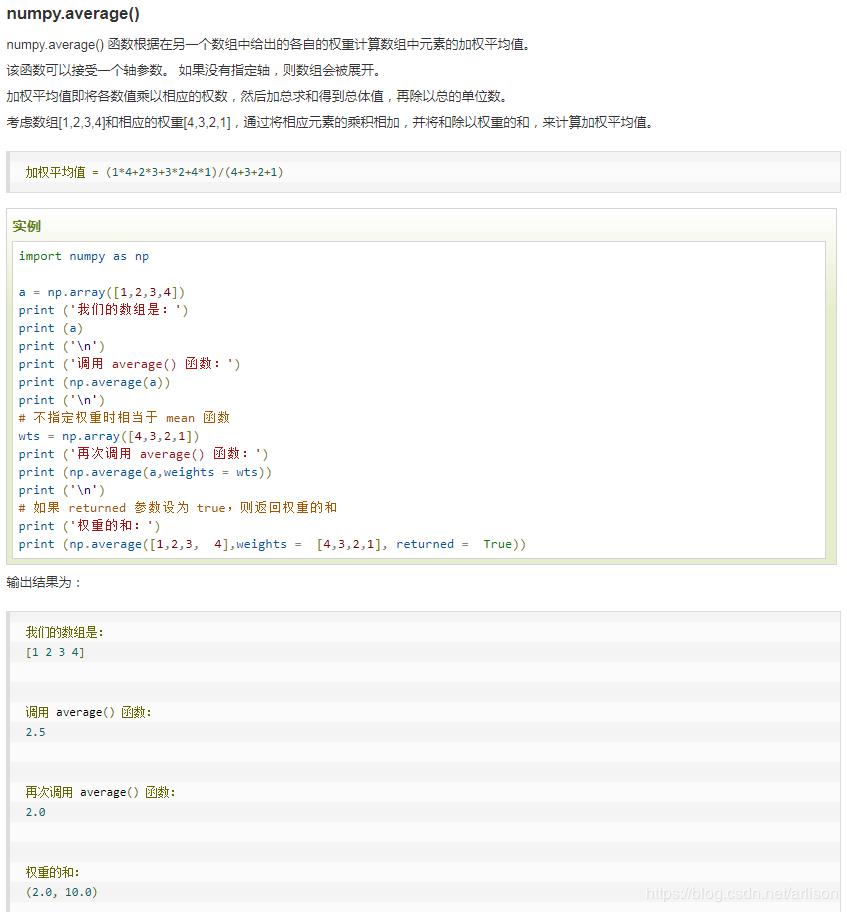 numpy.average()
numpy.average() 函数根据在另一个数组中给出的各自的权重计算数组中元素的加权平均值。
该函数可以接受一个轴参数。 如果没有指定轴，则数组会被展开。
加权平均值即将各数值乘以相应的权数，然后加总求和得到总体值，再除以总的单位数。
考虑数组[1,2,3,4]和相应的权重[4,3,2,1]，通过将相应元素的乘积相加，并将和除以权重的和，来计算加权平均值。
加权平均值 = (1*4+2*3+3*2+4*1)/(4+3+2+1)
实例
import numpy as np
a = np.array([1,2,3,4])
print ('我们的数组是：')
print (a)
print ('\n')
print ('调用 average() 函数：')
print (np.average(a))
print ('\n')
# 不指定权重时相当于 mean 函数
wts = np.array([4,3,2,1])
print ('再次调用 average() 函数：')
print (np.average(a,weights = wts))
print ('\n')
# 如果 returned 参数设为 true，则返回权重的和
print ('权重的和：')
print (np.average([1,2,3,  4],weights =  [4,3,2,1], returned =  True))
输出结果为：
我们的数组是：
[1 2 3 4]
调用 average() 函数：
2.5
再次调用 average() 函数：
2.0
权重的和：
(2.0, 10.0)
https://blog.csdn.net/arlison